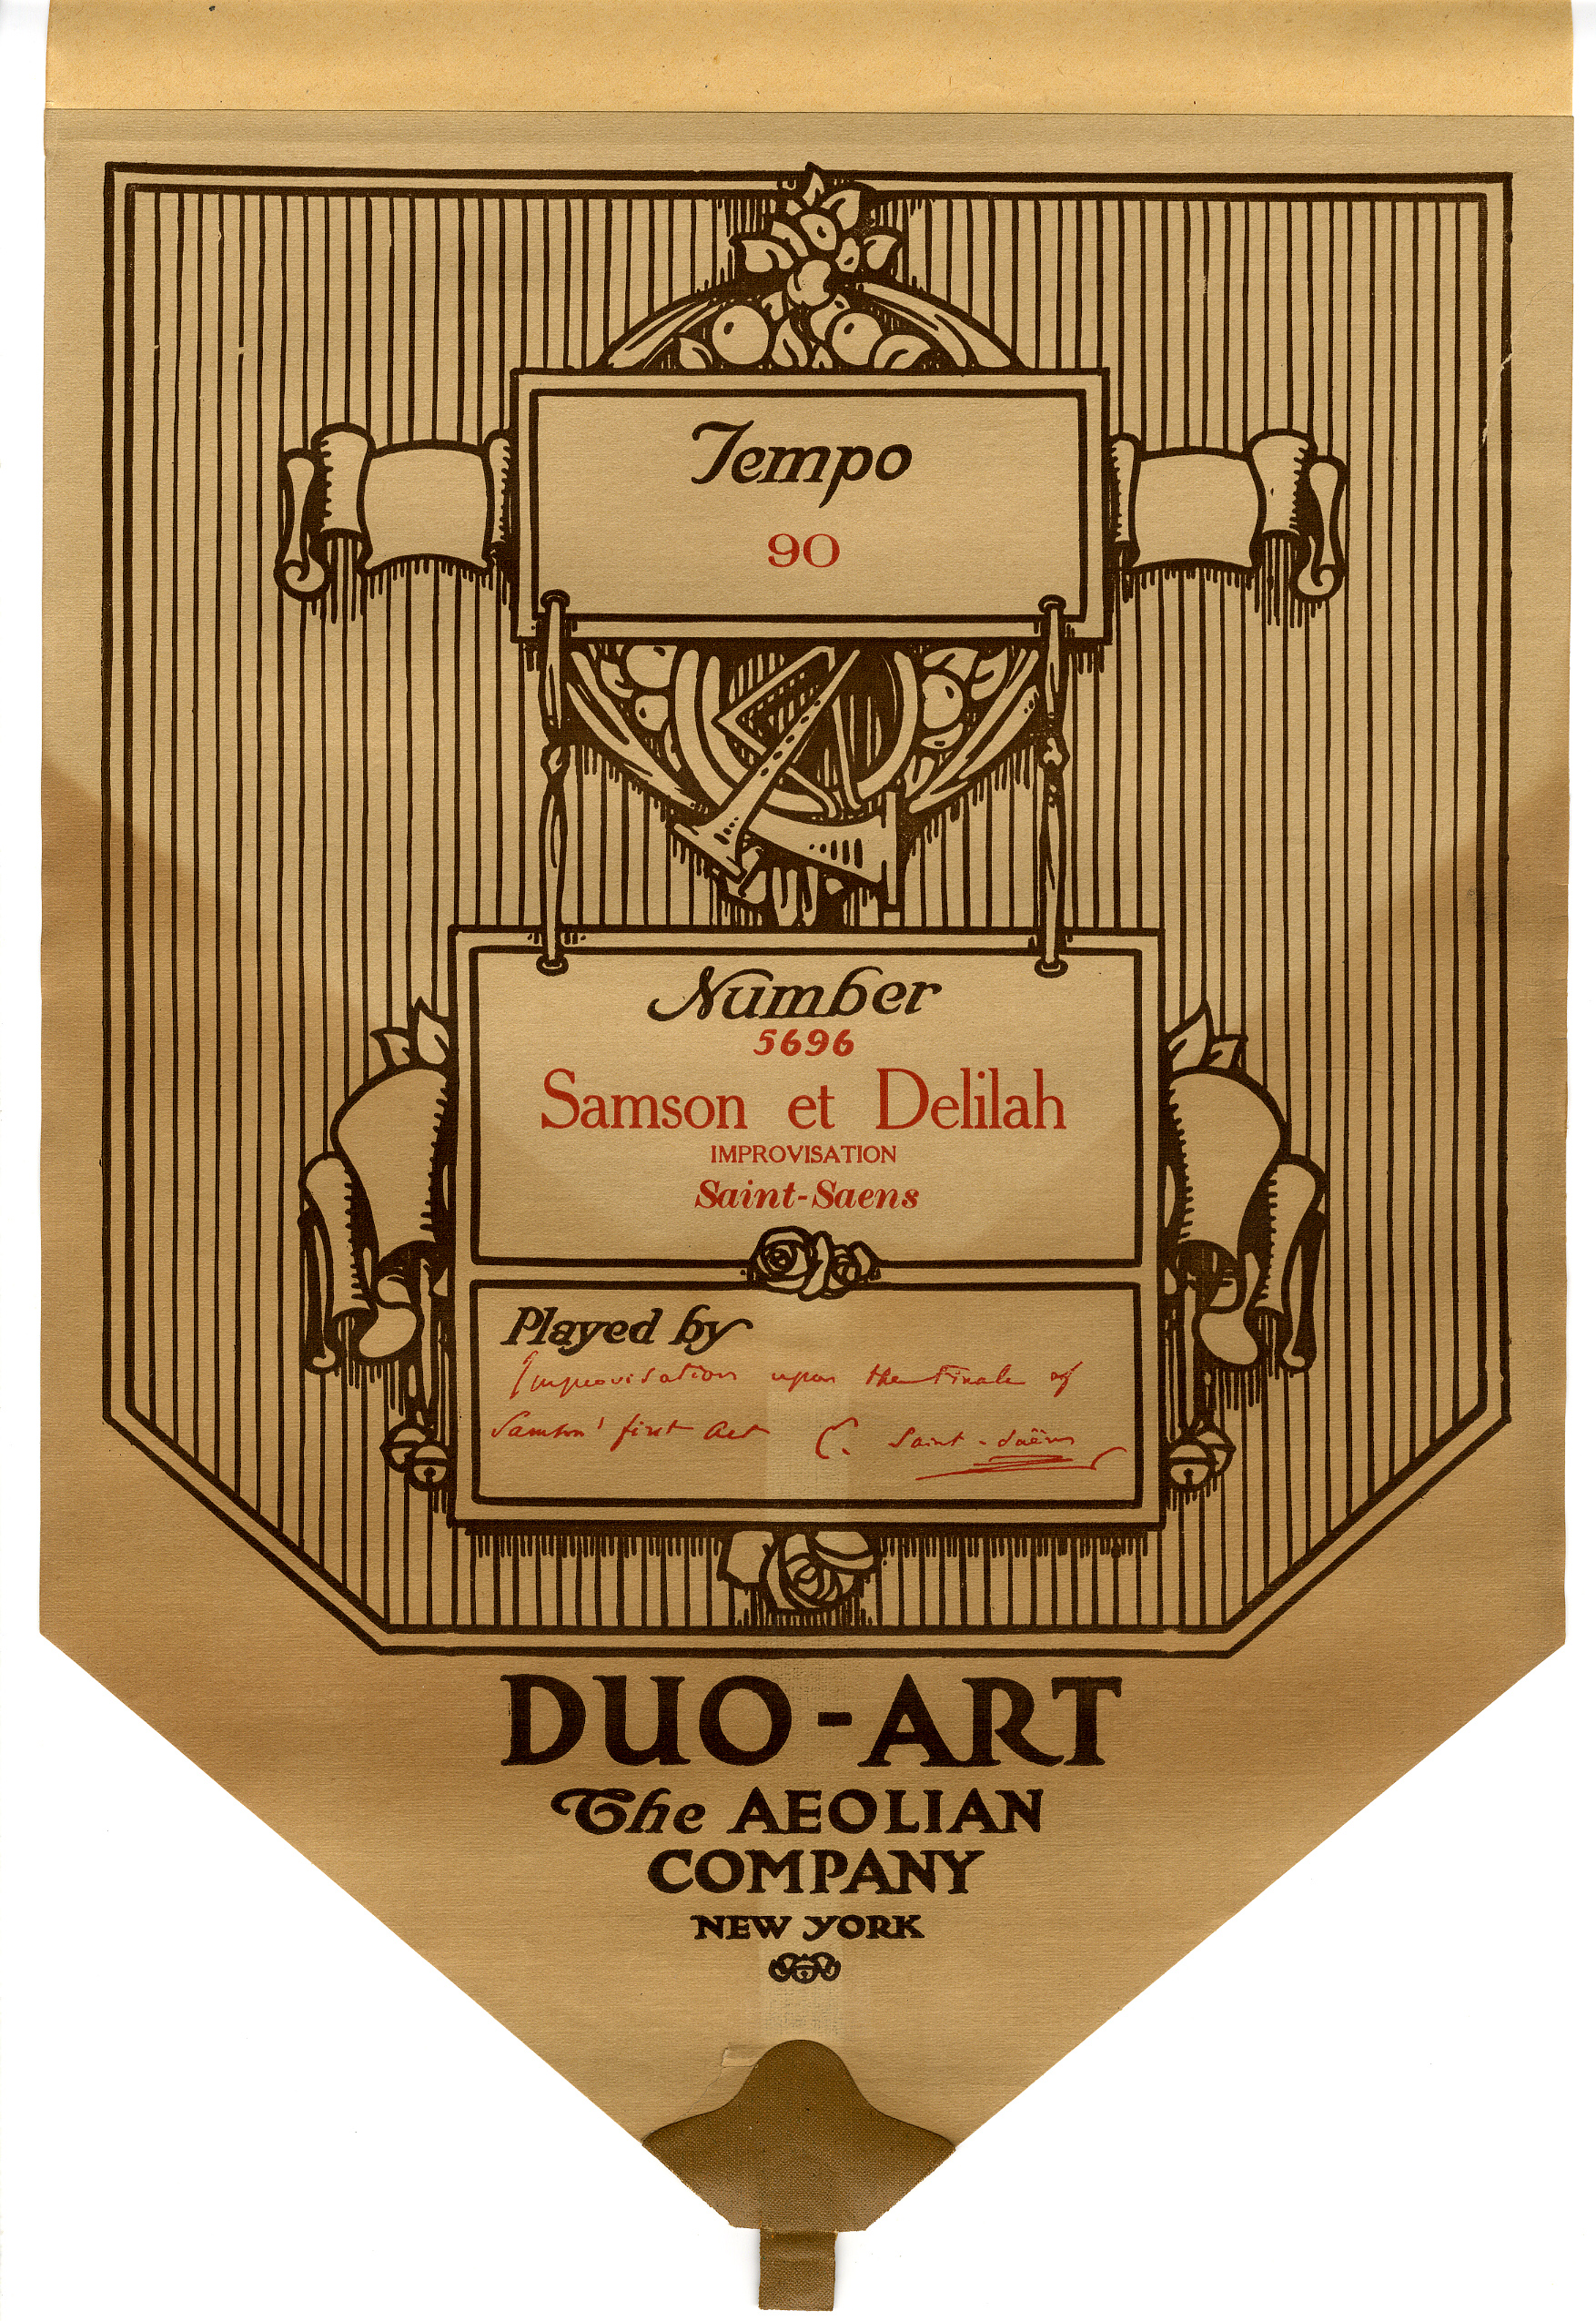 Tempo
90
Number
5696
Samson et Delilah
IMPROVISATION
Saint-Saens
Played by
Improvisation upon the Finale of
Samson' first Act C. Saint-Saëns
DUO-ART
The AEOLIAN
COMPANY
NEW YORK